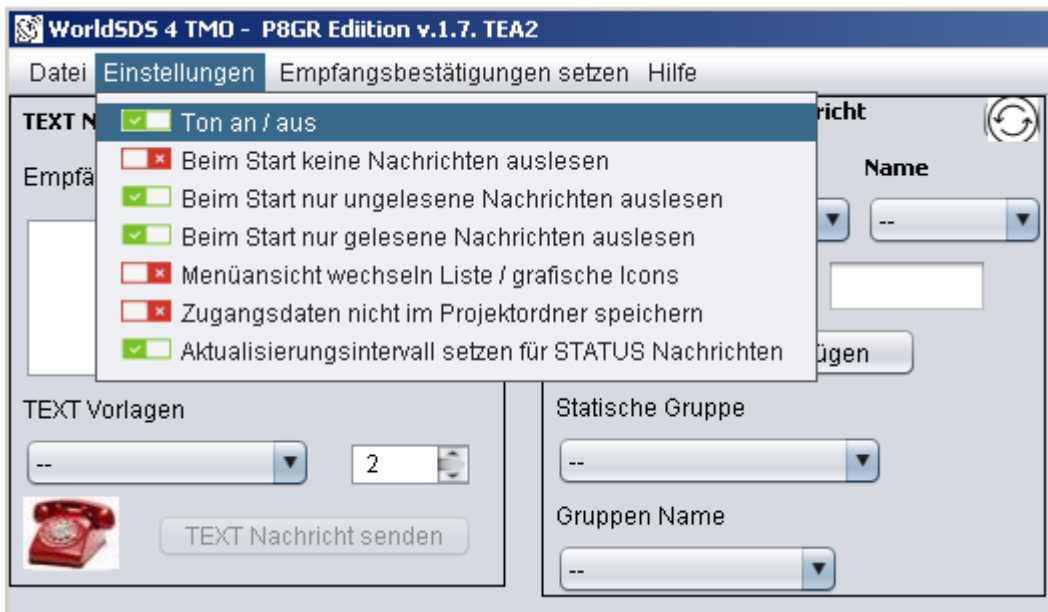 WorldSDS 4 TMO - P8GR Ediition v.1.7. TEA2
Datei Einstellungen Empfangsbestätigungen setzen Hilfe
TEXT N
Ton an / aus
Beim Start keine Nachrichten auslesen
Beim Start nur ungelesene Nachrichten auslesen
Beim Start nur gelesene Nachrichten auslesen
Menüansicht wechseln Liste / grafische Icons
Zugangsdaten nicht im Projektordner speichern
Aktualisierungsintervall setzen für STATUS Nachrichten
Empfä
richt
Name
--
ügen
TEXT Vorlagen
--
2
TEXT Nachricht senden
Statische Gruppe
--
Gruppen Name
--